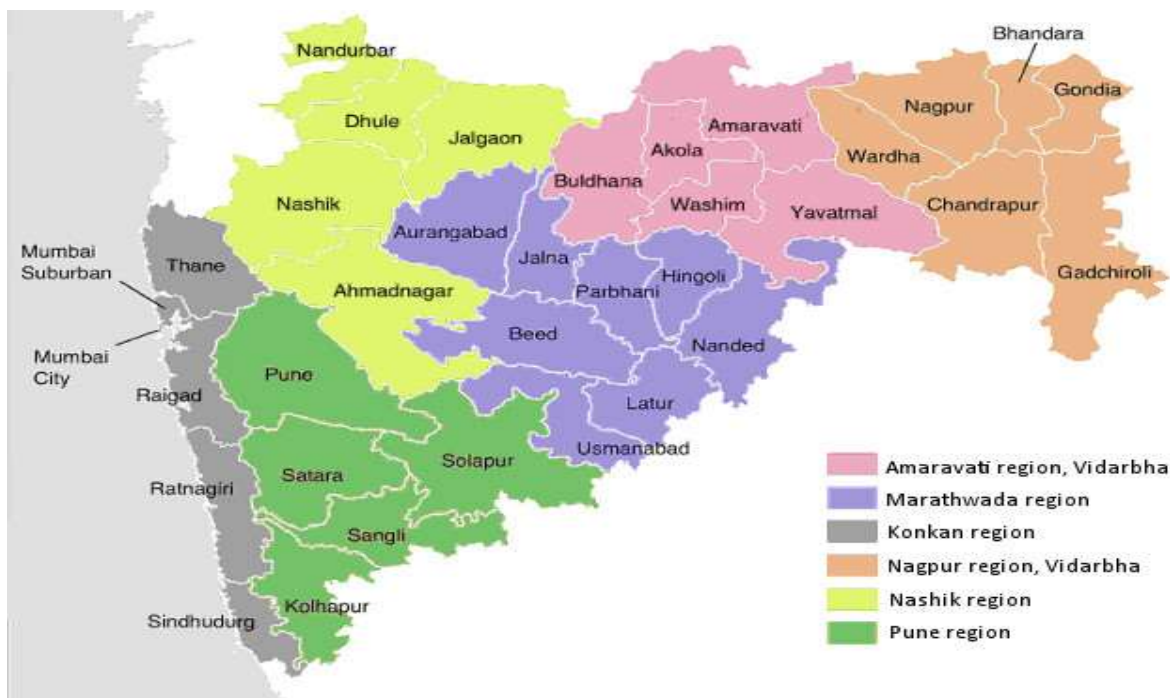 Nandurbar
Bhandara
Gondia
Nagpur
Dhule
Amaravati
Jalgaon
Akola
Wardha
Buldhana
Nashik
Washim
Yavatmal
Chandrapur
Aurangabad
Mumbai
Suburban
Thane
Jalna
Hingoli
Gadchiroli
Ahmadnagar
Parbhani
Beed
Nanded
Mumbai
City
Pune
Raigad
Latur
Usmanabad
Solapur
Satara
Ratnagiri
Sangli
Kolhapur
Sindhudurg
Amaravati region, Vidarbha
Marathwada region
Konkan region
Nagpur region, Vidarbha
Nashik region
Pune region